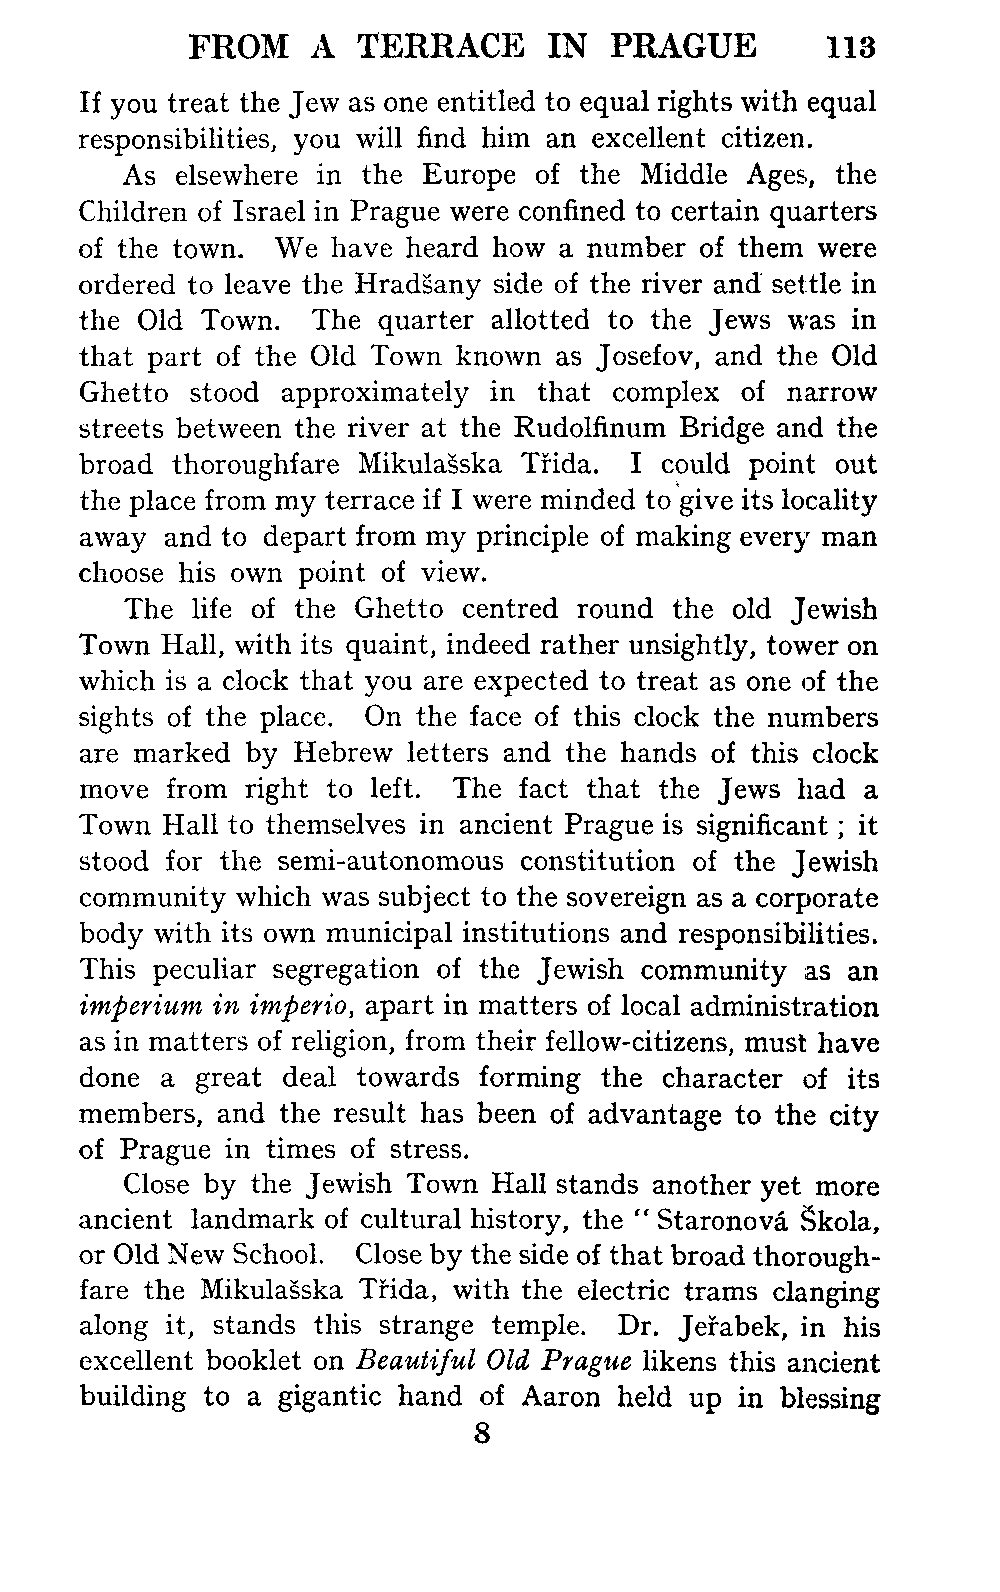 FROM A TERRACE IN PRAGUE 113
If you treat the Jew as one entitled to equal rights with equal
responsibilities, you will find him an excellent citizen.
As elsewhere in the Europe of the Middle Ages, the
Children of Israel in Prague were confined to certain quarters
of the town. We have heard how a number of them were
ordered to leave the Hradšany side of the river and settle in
the Old Town. The quarter allotted to the Jews was in
that part of the Old Town known as Josefov, and the Old
Ghetto stood approximately in that complex of narrow
streets between the river at the Rudolfinum Bridge and the
broad thoroughfare Mikulašska Třida. I could point out
the place from my terrace if I were minded to give its locality
away and to depart from my principle of making every man
choose his own point of view.
The life of the Ghetto centred round the old Jewish
Town Hall, with its quaint, indeed rather unsightly, tower on
which is a clock that you are expected to treat as one of the
sights of the place. On the face of this clock the numbers
are marked by Hebrew letters and the hands of this clock
move from right to left. The fact that the Jews had a
Town Hall to themselves in ancient Prague is significant ; it
stood for the semi-autonomous constitution of the Jewish
community which was subject to the sovereign as a corporate
body with its own municipal institutions and responsibilities.
This peculiar segregation of the Jewish community as an
imperium in imperio, apart in matters of local administration
as in matters of religion, from their fellow-citizens, must have
done a great deal towards forming the character of its
members, and the result has been of advantage to the city
of Prague in times of stress.
Close by the Jewish Town Hall stands another yet more
ancient landmark of cultural history, the “ Staronová Škola,
or Old New School. Close by the side of that broad thorough-
fare the Mikulašska Třida, with the electric trams clanging
along it, stands this strange temple. Dr. Jeřabek, in his
excellent booklet on Beautiful Old Prague likens this ancient
building to a gigantic hand of Aaron held up in blessing
8